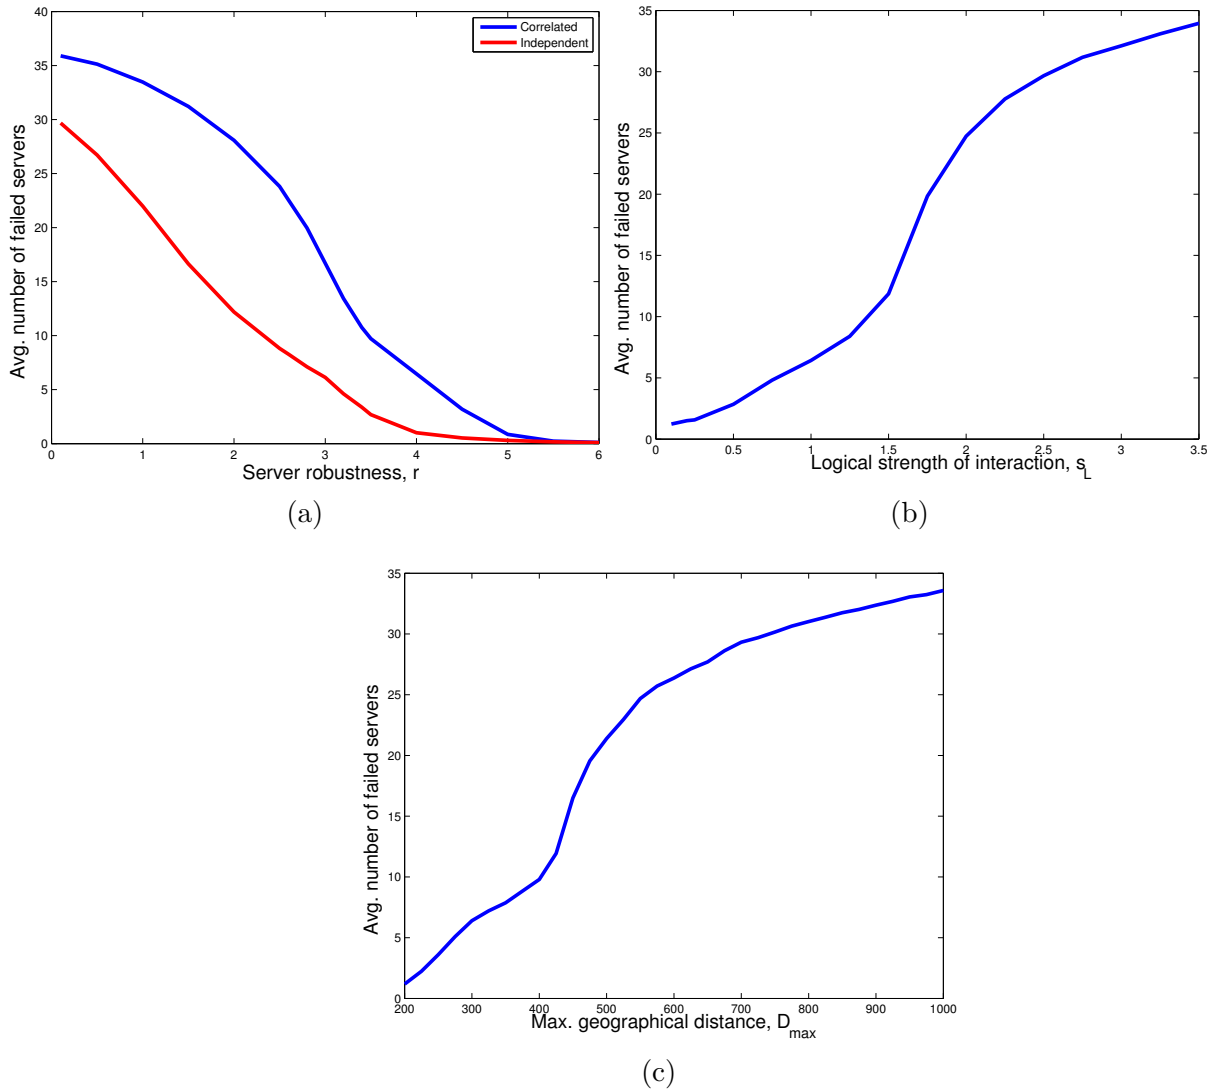 40
35
30
25
20
15
10
5
0
Avg. number of failed servers
Correlated
Independent
0 1 2 3 4 5 6
Server robustness, r
(a)
35
30
25
20
15
10
5
0
Avg. number of failed servers
0 0.5 1 1.5 2 2.5 3 3.5
Logical strength of interaction, s_L
(b)
35
30
25
20
15
10
5
0
Avg. number of failed servers
200 300 400 500 600 700 800 900 1000
Max. geographical distance, D_max
(c)